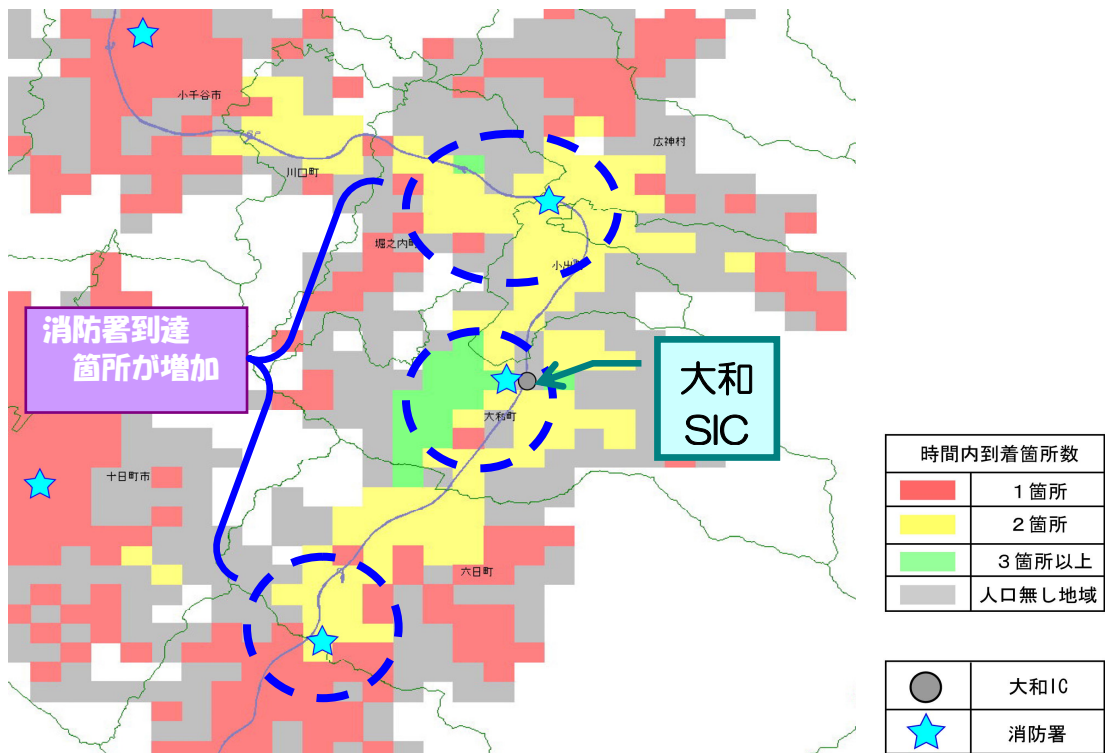 小千谷市
広神村
川口町
堀之内町
小出町
消防署到達
箇所が増加
大和
SIC
大和町
十日町市
六日町
時間内到着箇所数
1箇所
2箇所
3箇所以上
人口無し地域
大和IC
消防署